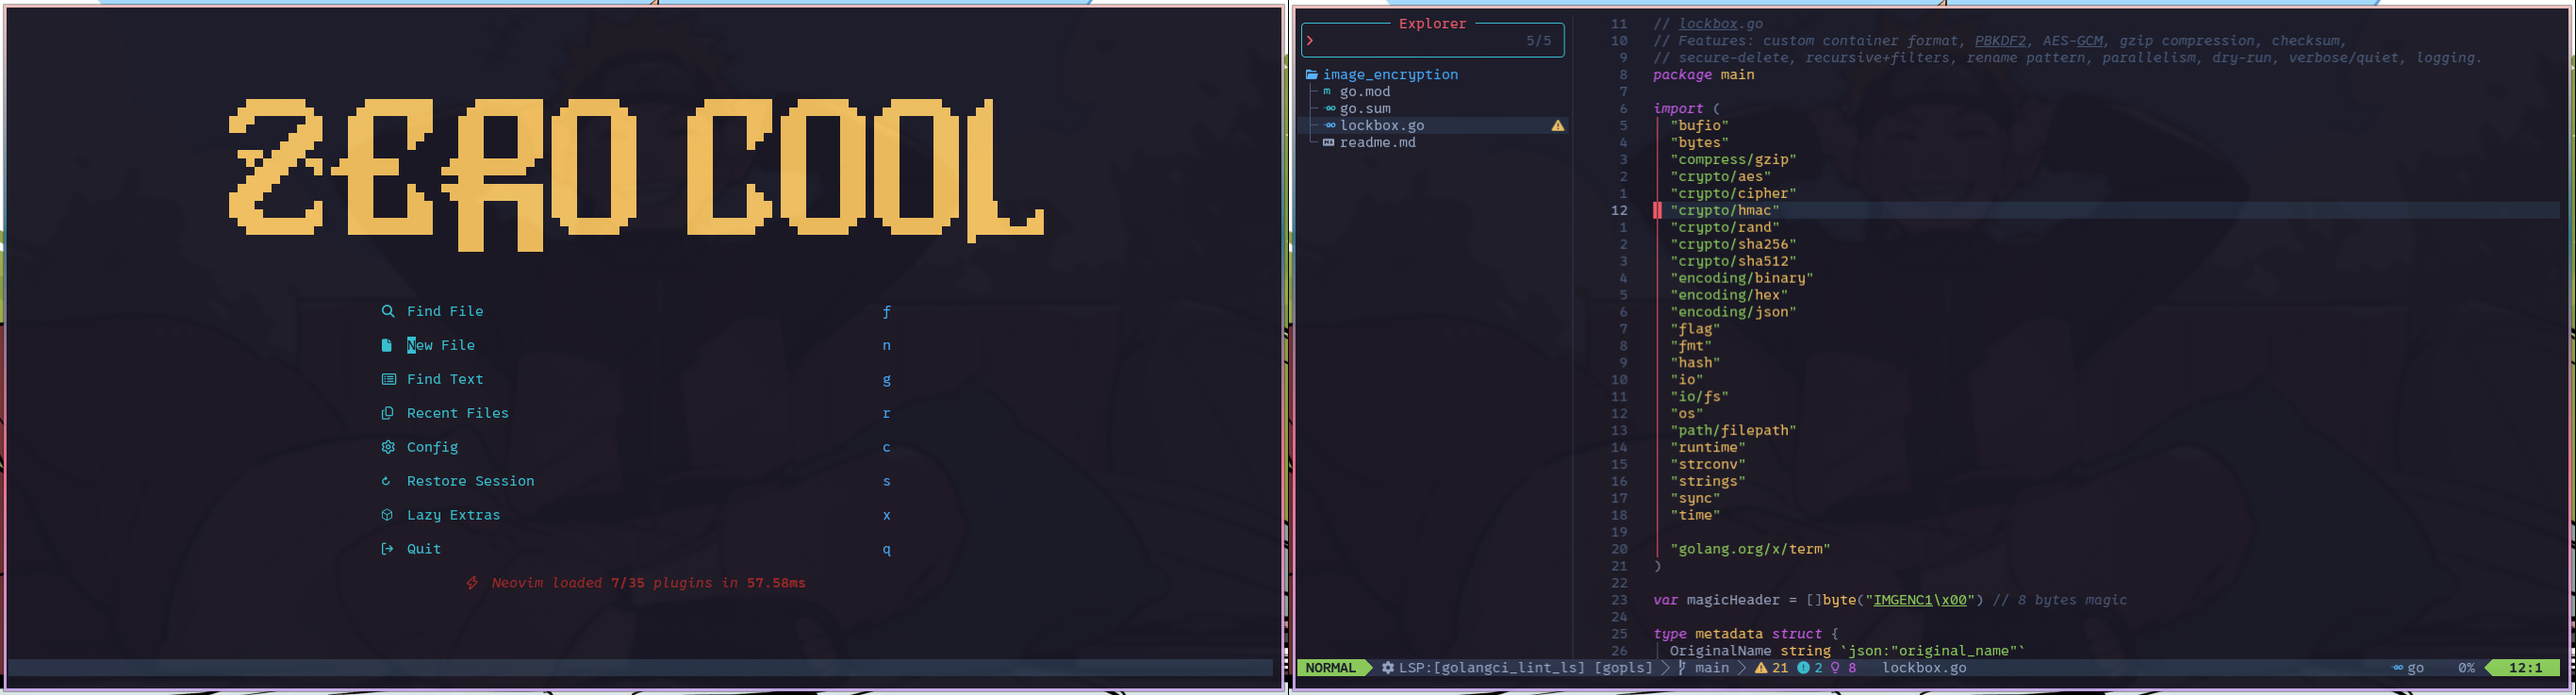 ZERO COOL
Find File f
New File n
Find Text g
Recent Files r
Config c
Restore Session s
Lazy Extras x
Quit q
Neovim loaded 7/35 plugins in 57.58ms
Explorer
> 5/5
image_encryption
go.mod
go.sum
lockbox.go
readme.md
11 // lockbox.go
10 // Features: custom container format, PBKDF2, AES-GCM, gzip compression, checksum,
9 // secure-delete, recursive+filters, rename pattern, parallelism, dry-run, verbose/quiet, logging.
8 package main
7
6 import (
5 "bufio"
4 "bytes"
3 "compress/gzip"
2 "crypto/aes"
1 "crypto/cipher"
12 "crypto/hmac"
1 "crypto/rand"
2 "crypto/sha256"
3 "crypto/sha512"
4 "encoding/binary"
5 "encoding/hex"
6 "encoding/json"
7 "flag"
8 "fmt"
9 "hash"
10 "io"
11 "io/fs"
12 "os"
13 "path/filepath"
14 "runtime"
15 "strconv"
16 "strings"
17 "sync"
18 "time"
19
20 "golang.org/x/term"
21 )
22
23 var magicHeader = []byte("IMGENC1\x00") // 8 bytes magic
24
25 type metadata struct {
26 OriginalName string `json:"original_name"`
NORMAL LSP:[golangci_lint_ls] [gopls] main 21 2 8 lockbox.go go 0% 12:1